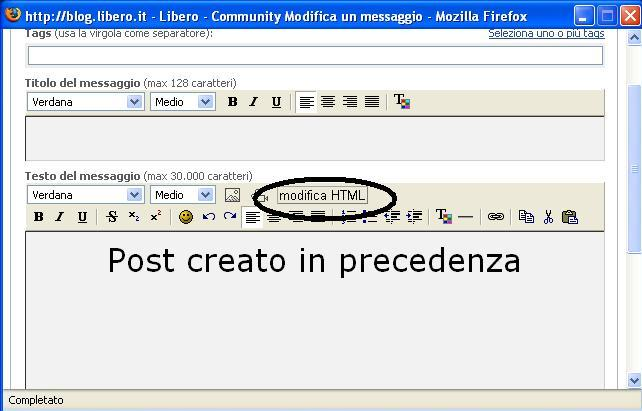 http://blog.libero.it - Libero - Community Modifica un messaggio - Mozilla Firefox
Tags (usa la virgola come separatore): Seleziona uno o più tags
Titolo del messaggio (max 128 caratteri)
Verdana Medio B I U T
Testo del messaggio (max 30.000 caratteri)
Verdana Medio modifica HTML
B I U S x₂ x² T
Post creato in precedenza
Completato